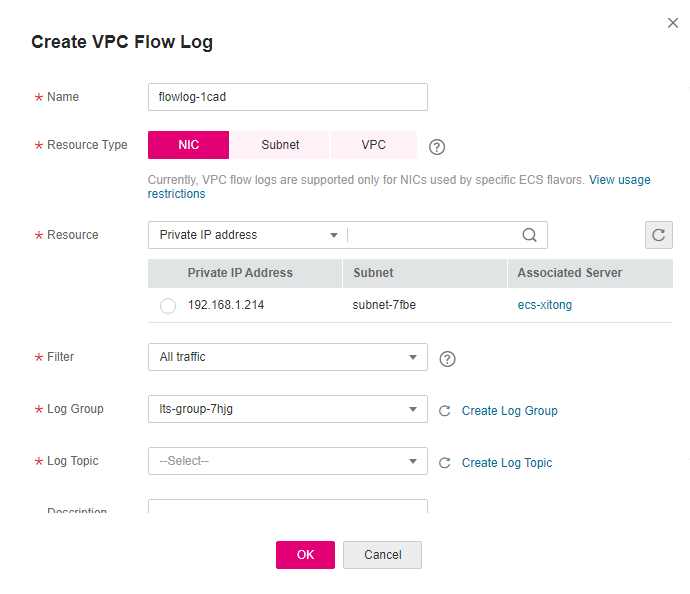 Create VPC Flow Log
* Name
flowlog-1cad
* Resource Type
NIC
Subnet
VPC
?
Currently, VPC flow logs are supported only for NICs used by specific ECS flavors. View usage
restrictions
* Resource
Private IP address
Private IP Address
Subnet
Associated Server
192.168.1.214
subnet-7fbe
ecs-xitong
* Filter
All traffic
?
* Log Group
lts-group-7hjg
Create Log Group
* Log Topic
--Select--
Create Log Topic
Description
OK
Cancel